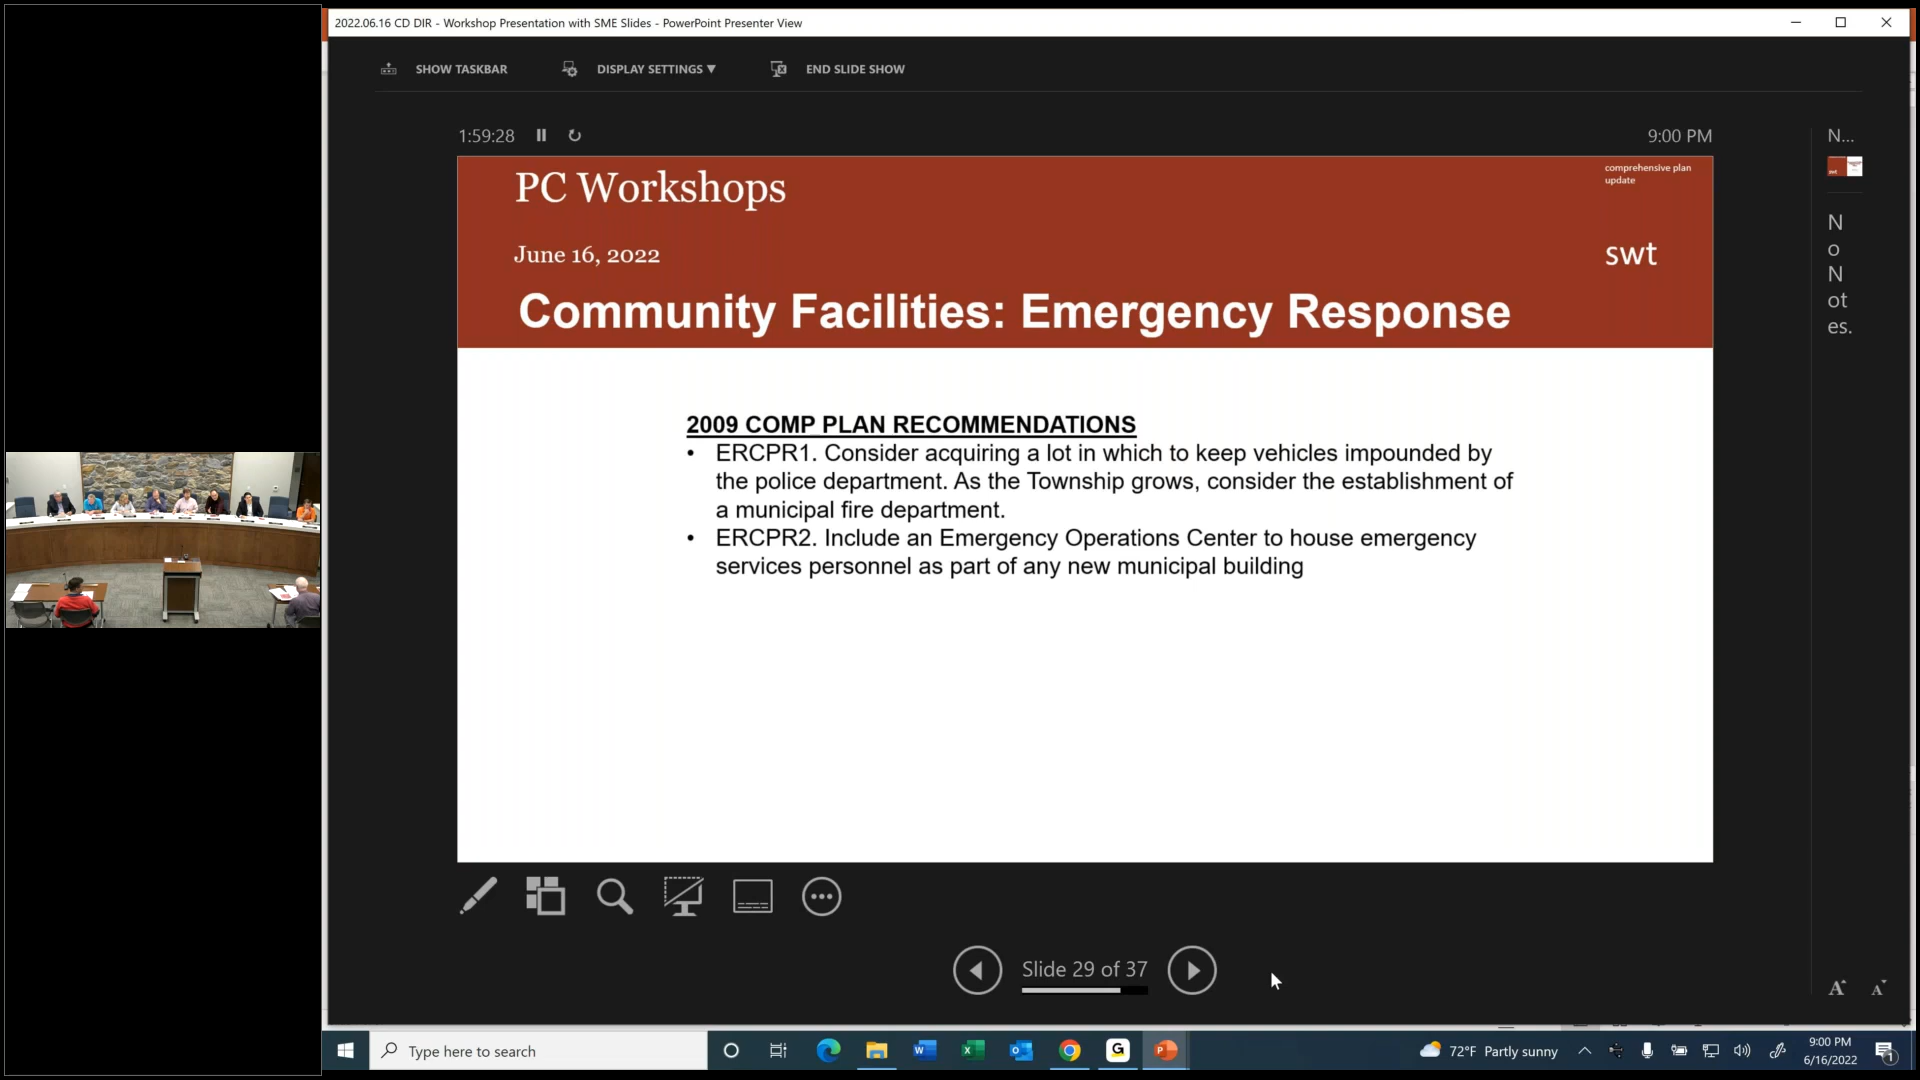 2022.06.16 CD DIR - Workshop Presentation with SME Slides - PowerPoint Presenter View
SHOW TASKBAR
DISPLAY SETTINGS ▼
END SLIDE SHOW
1:59:28
9:00 PM
PC Workshops
comprehensive plan
update
June 16, 2022
swt
Community Facilities: Emergency Response
2009 COMP PLAN RECOMMENDATIONS
• ERCPR1. Consider acquiring a lot in which to keep vehicles impounded by
the police department. As the Township grows, consider the establishment of
a municipal fire department.
• ERCPR2. Include an Emergency Operations Center to house emergency
services personnel as part of any new municipal building
N...
N
o
N
ot
es.
Slide 29 of 37
A A
Type here to search
72°F Partly sunny
9:00 PM
6/16/2022
1